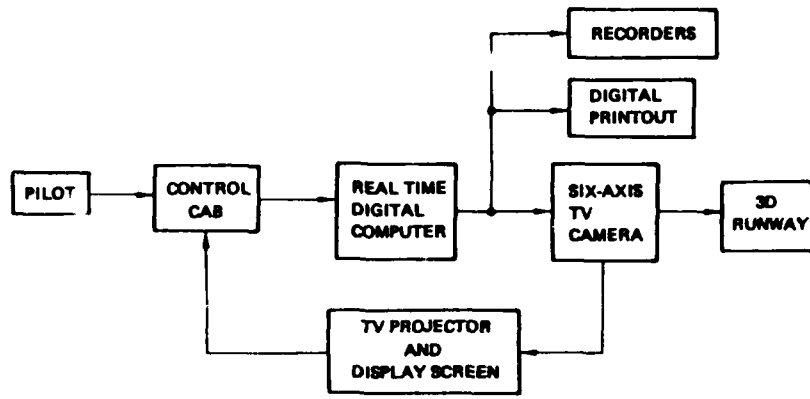 RECORDERS
DIGITAL
PRINTOUT
PILOT
CONTROL
CAB
REAL TIME
DIGITAL
COMPUTER
SIX-AXIS
TV
CAMERA
3D
RUNWAY
TV PROJECTOR
AND
DISPLAY SCREEN